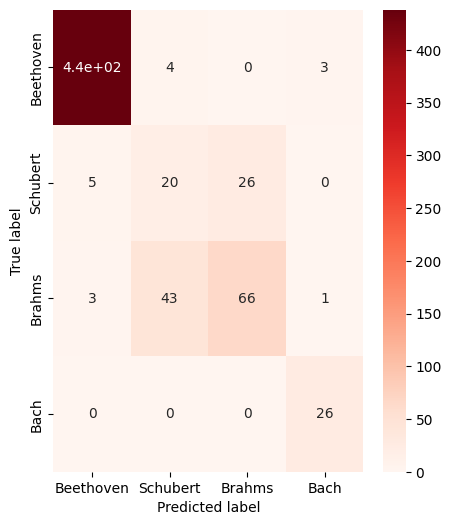 Beethoven 4.4e+02 4 0 3
Schubert 5 20 26 0
Brahms 3 43 66 1
Bach 0 0 0 26
Beethoven Schubert Brahms Bach
Predicted label
True label
400
350
300
250
200
150
100
50
0